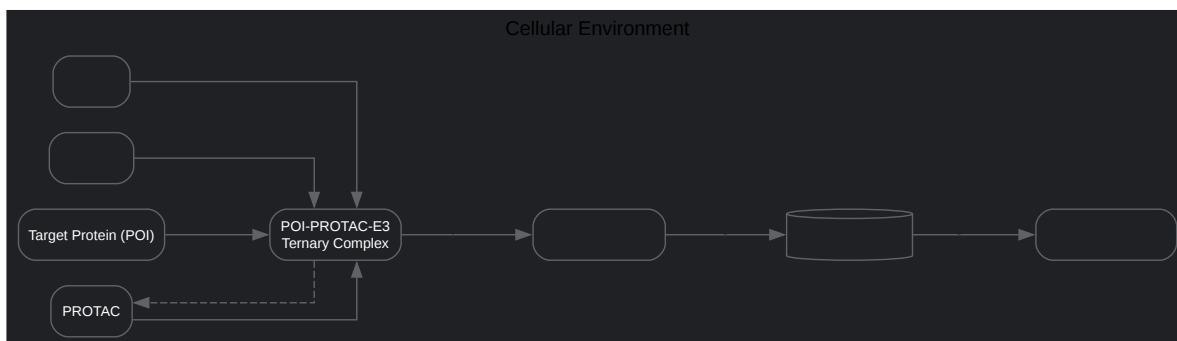 Cellular Environment
Target Protein (POI)
POI-PROTAC-E3
Ternary Complex
PROTAC